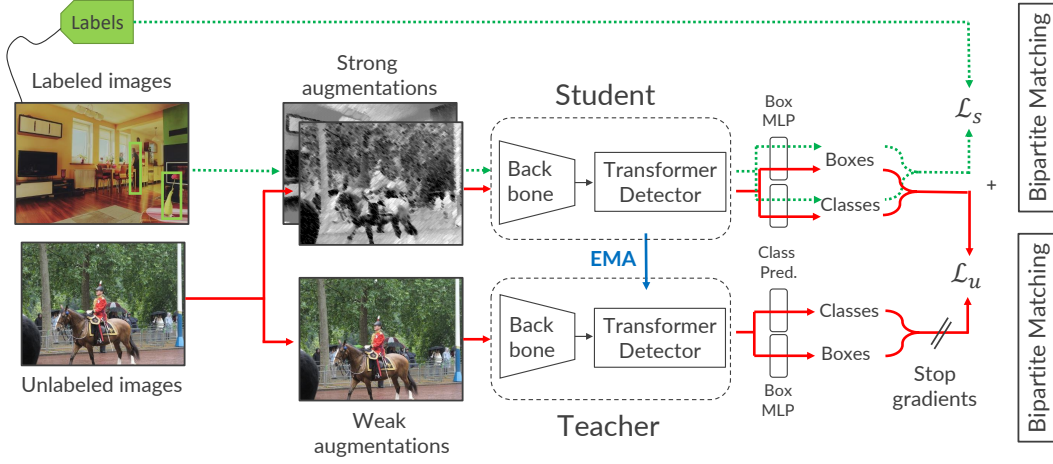 Labels
Labeled images
Strong
augmentations
Student
Back
bone
Transformer
Detector
Box
MLP
Boxes
Classes
ℒs
+
Bipartite Matching
Unlabeled images
EMA
Weak
augmentations
Back
bone
Transformer
Detector
Teacher
Class
Pred.
Classes
Boxes
Box
MLP
Stop
gradients
ℒu
Bipartite Matching